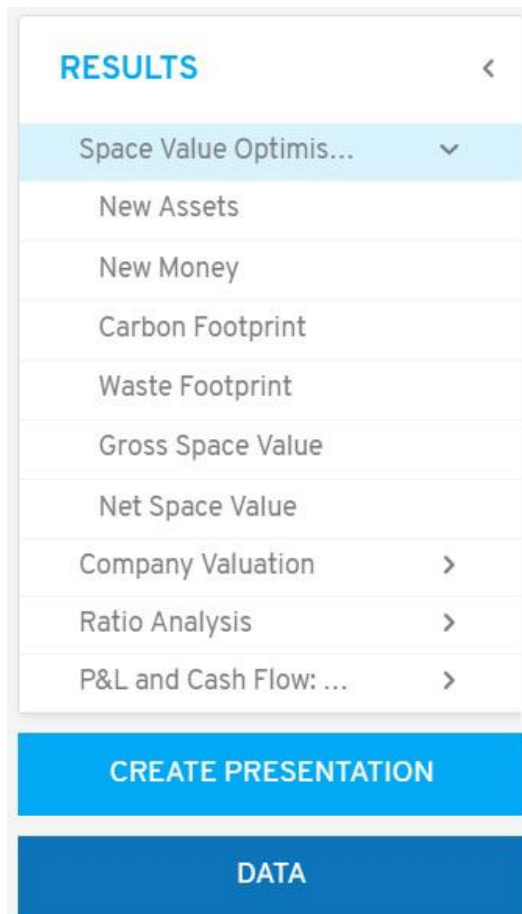 RESULTS
Space Value Optimis...
New Assets
New Money
Carbon Footprint
Waste Footprint
Gross Space Value
Net Space Value
Company Valuation
Ratio Analysis
P&L and Cash Flow: ...
CREATE PRESENTATION
DATA